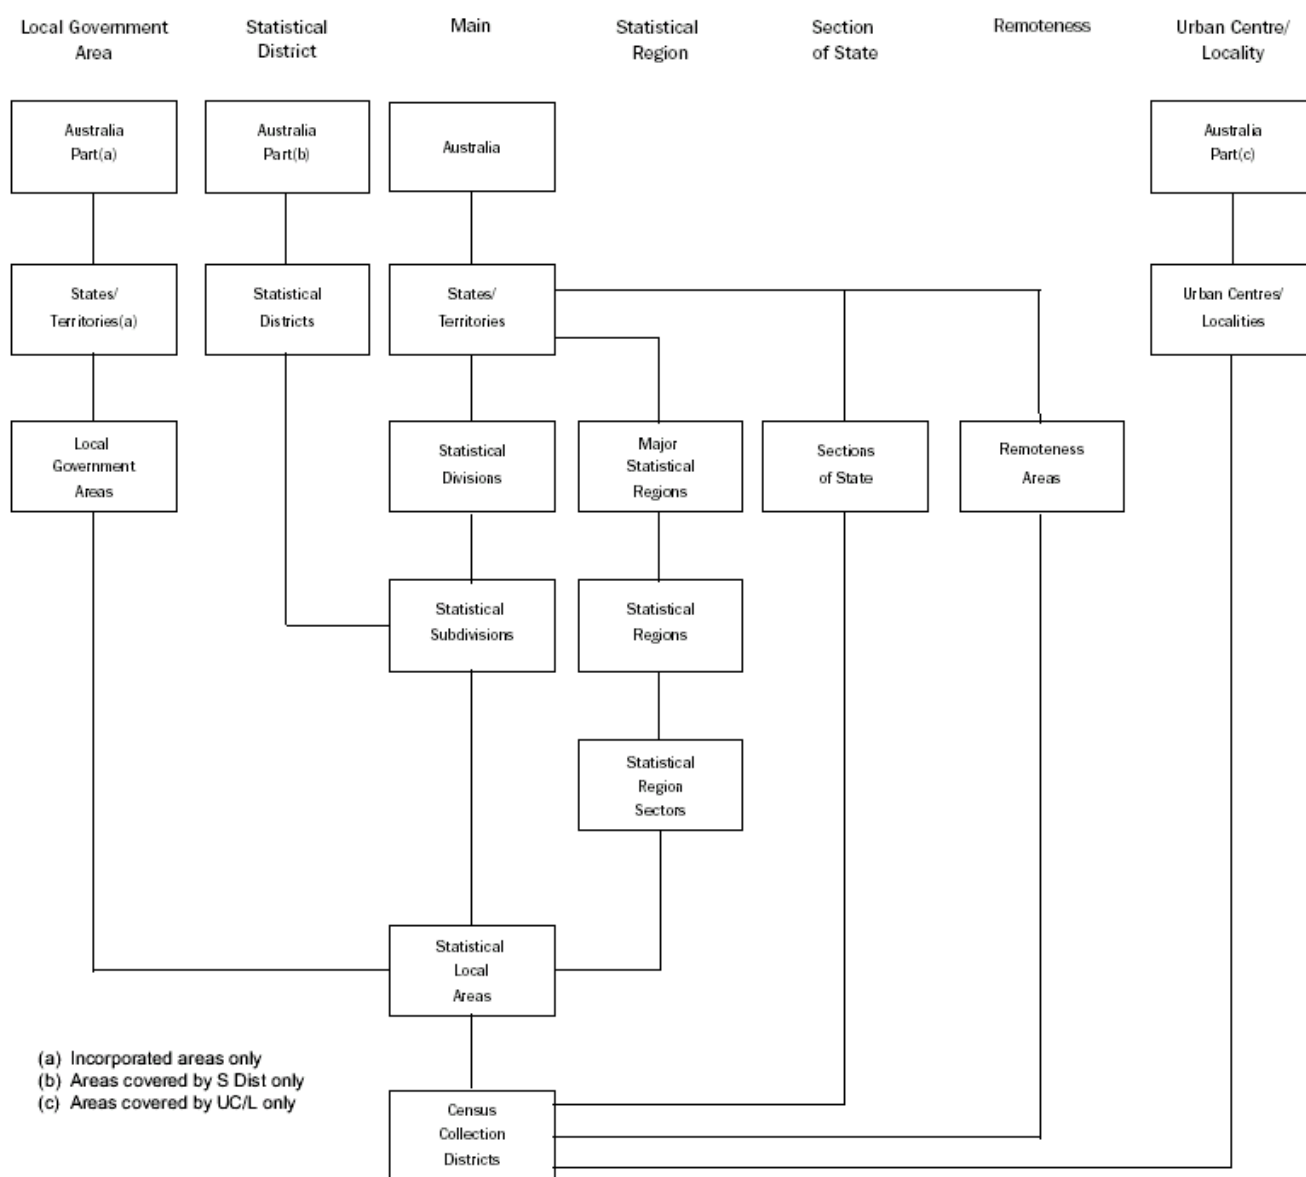 Local Government
Area
Statistical
District
Main
Statistical
Region
Section
of State
Remoteness
Urban Centre/
Locality
Australia
Part(a)
Australia
Part(b)
Australia
Australia
Part(c)
States/
Territories(a)
Statistical
Districts
States/
Territories
Urban Centres/
Localities
Local
Government
Areas
Statistical
Divisions
Major
Statistical
Regions
Sections
of State
Remoteness
Areas
Statistical
Subdivisions
Statistical
Regions
Statistical
Region
Sectors
Statistical
Local
Areas
(a) Incorporated areas only
(b) Areas covered by S Dist only
(c) Areas covered by UC/L only
Census
Collection
Districts